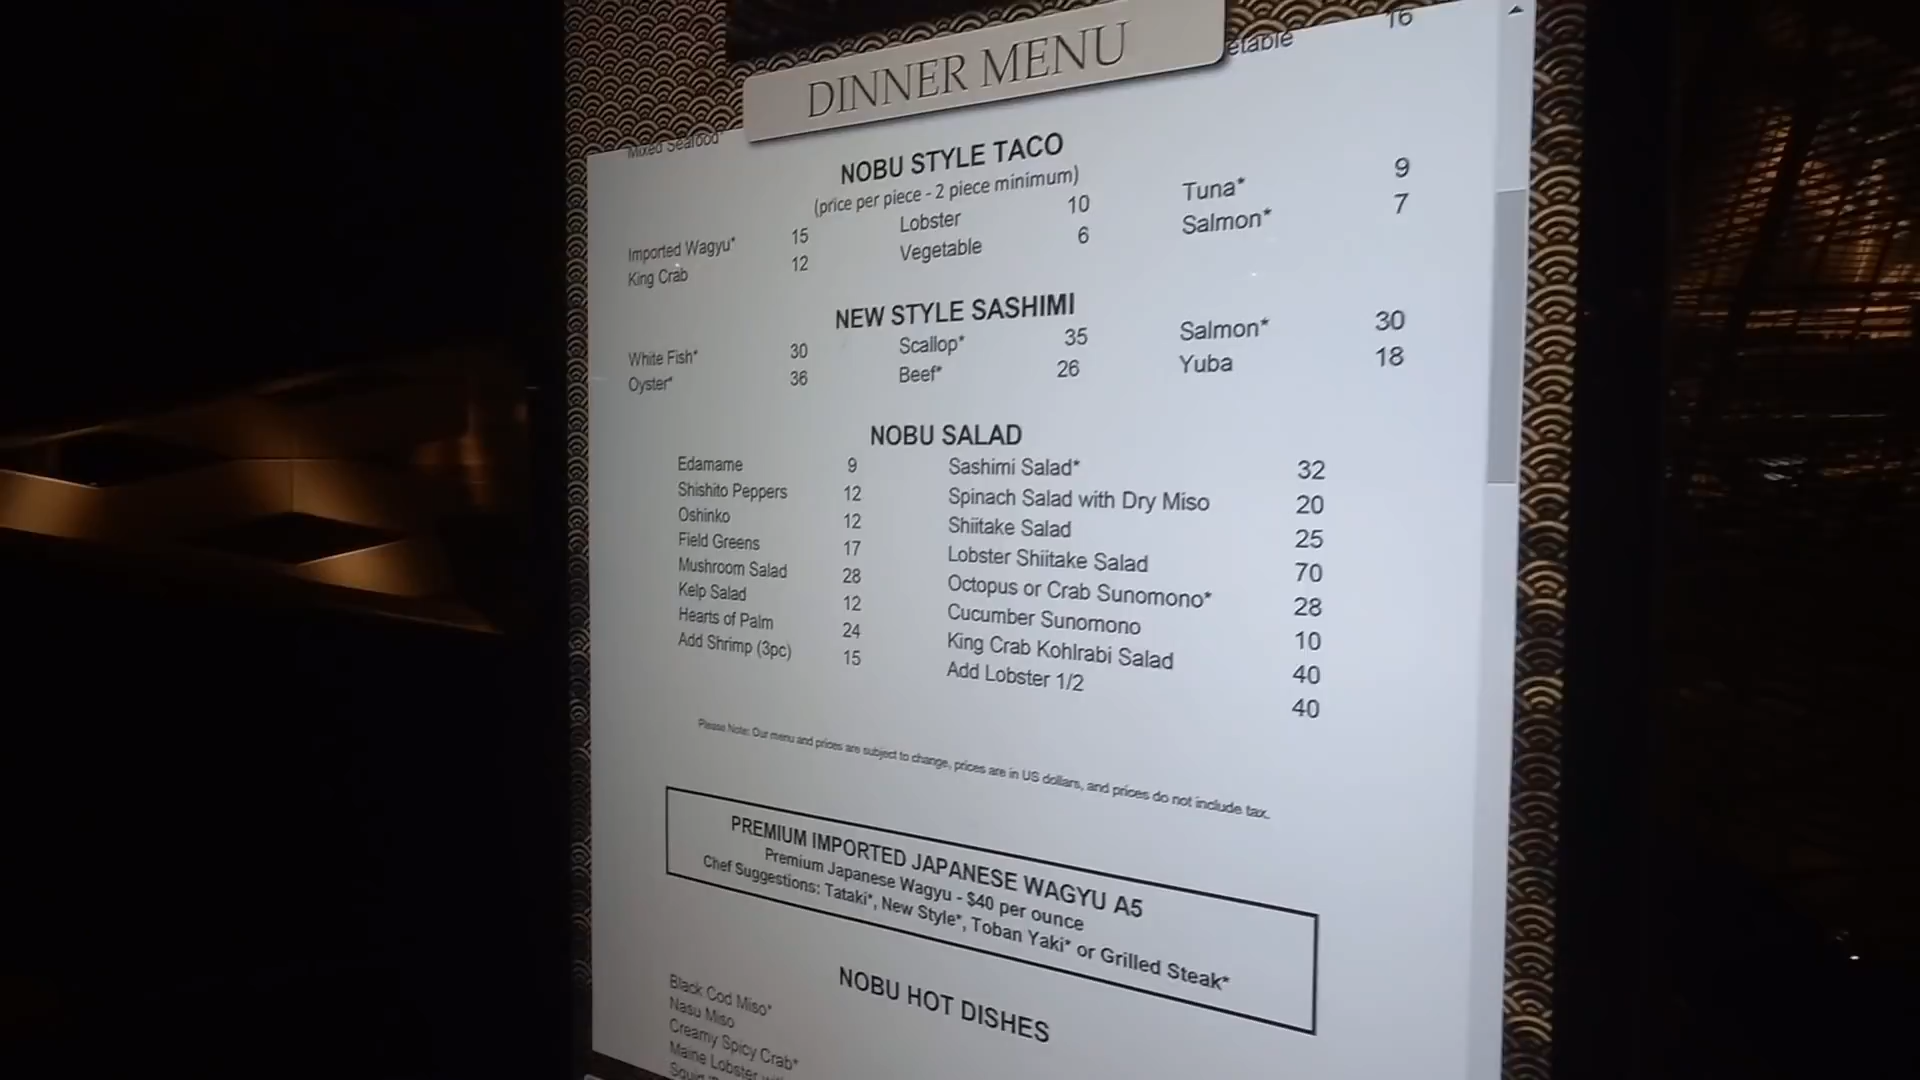 etable 16
DINNER MENU
Mixed Seafood
NOBU STYLE TACO
(price per piece - 2 piece minimum)
Imported Wagyu* 15 Lobster 10 Tuna* 9
King Crab 12 Vegetable 6 Salmon* 7
NEW STYLE SASHIMI
White Fish* 30 Scallop* 35 Salmon* 30
Oyster* 36 Beef* 26 Yuba 18
NOBU SALAD
Edamame 9 Sashimi Salad* 32
Shishito Peppers 12 Spinach Salad with Dry Miso 20
Oshinko 12 Shiitake Salad 25
Field Greens 17 Lobster Shiitake Salad 70
Mushroom Salad 28 Octopus or Crab Sunomono* 28
Kelp Salad 12 Cucumber Sunomono 10
Hearts of Palm 24 King Crab Kohlrabi Salad 40
Add Shrimp (3pc) 15 Add Lobster 1/2 40
Please Note: Our menu and prices are subject to change, prices are in US dollars, and prices do not include tax.
PREMIUM IMPORTED JAPANESE WAGYU A5
Premium Japanese Wagyu - $40 per ounce
Chef Suggestions: Tataki*, New Style*, Toban Yaki* or Grilled Steak*
NOBU HOT DISHES
Black Cod Miso*
Nasu Miso
Creamy Spicy Crab*
Maine Lobster
Squid